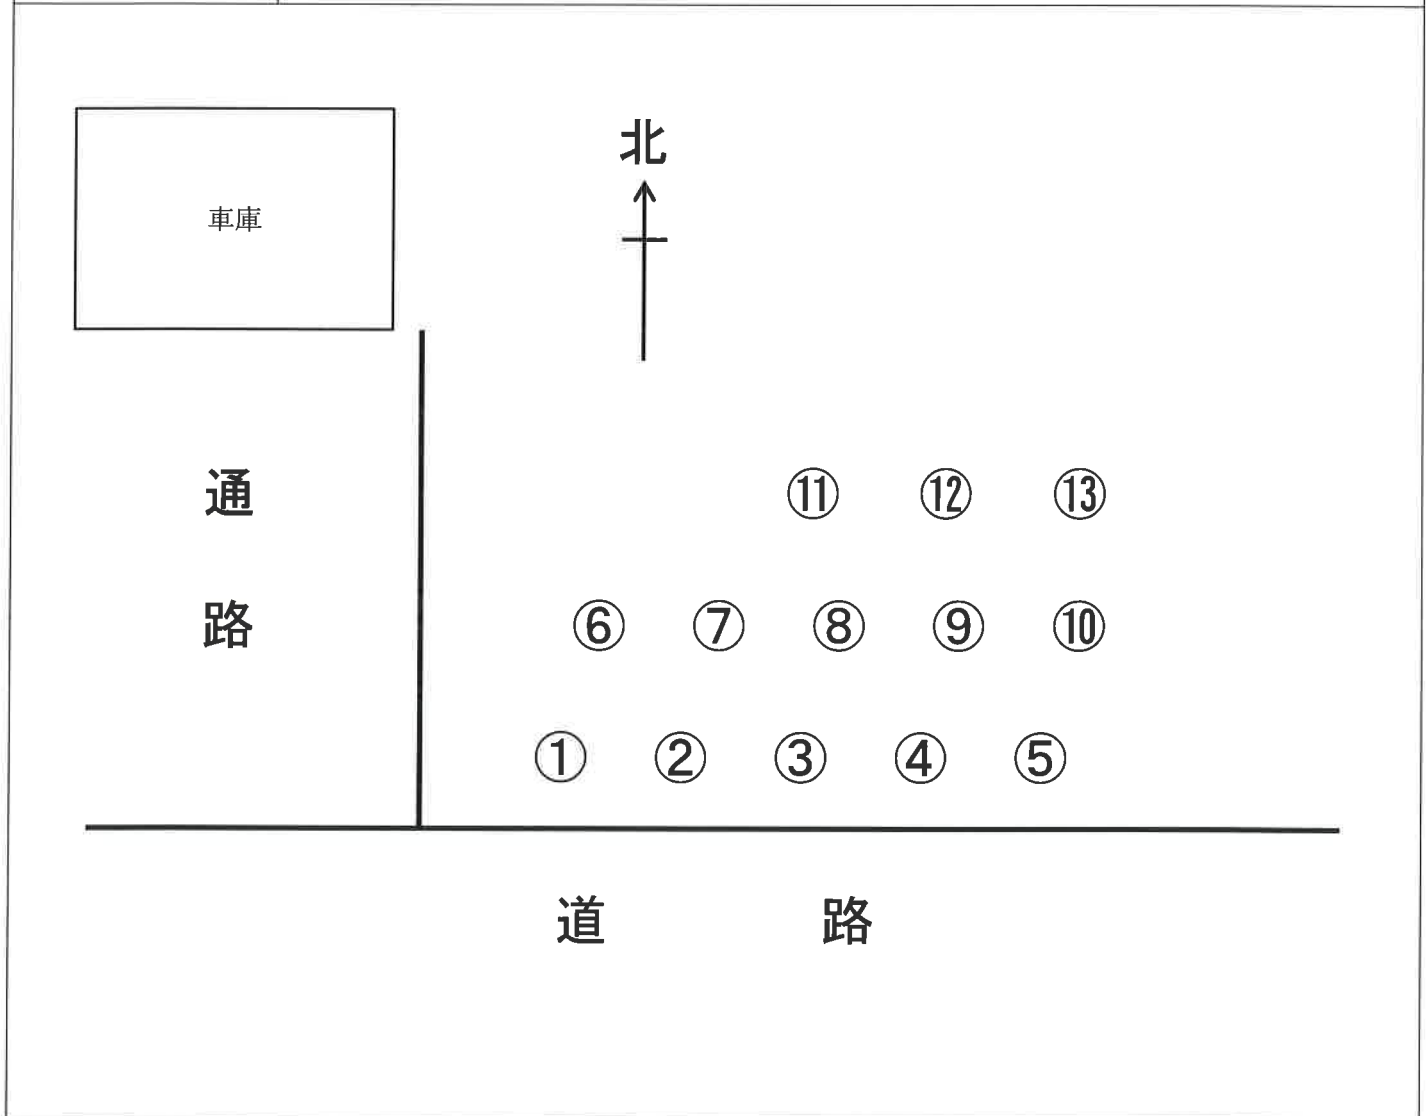 北
車庫
通路
⑪ ⑫ ⑬
⑥ ⑦ ⑧ ⑨ ⑩
① ② ③ ④ ⑤
道路